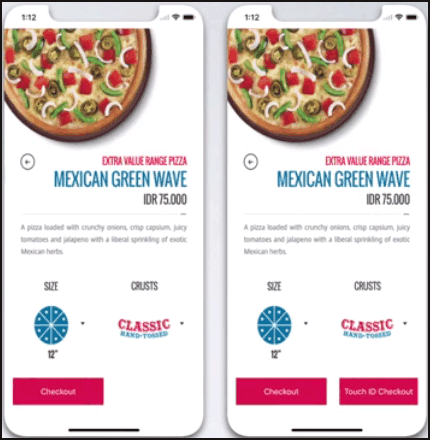 1:12
EXTRA VALUE RANGE PIZZA
MEXICAN GREEN WAVE
IDR 75.000
A pizza loaded with crunchy onions, crisp capsium, juicy
tomatoes and jalapeno with a liberal sprinkling of exotic
Mexican herbs.
SIZE CRUSTS
CLASSIC
HAND-TOSSED
12"
Checkout
1:12
EXTRA VALUE RANGE PIZZA
MEXICAN GREEN WAVE
IDR 75.000
A pizza loaded with crunchy onions, crisp capsium, juicy
tomatoes and jalapeno with a liberal sprinkling of exotic
Mexican herbs.
SIZE CRUSTS
CLASSIC
HAND-TOSSED
12"
Checkout Touch ID Checkout